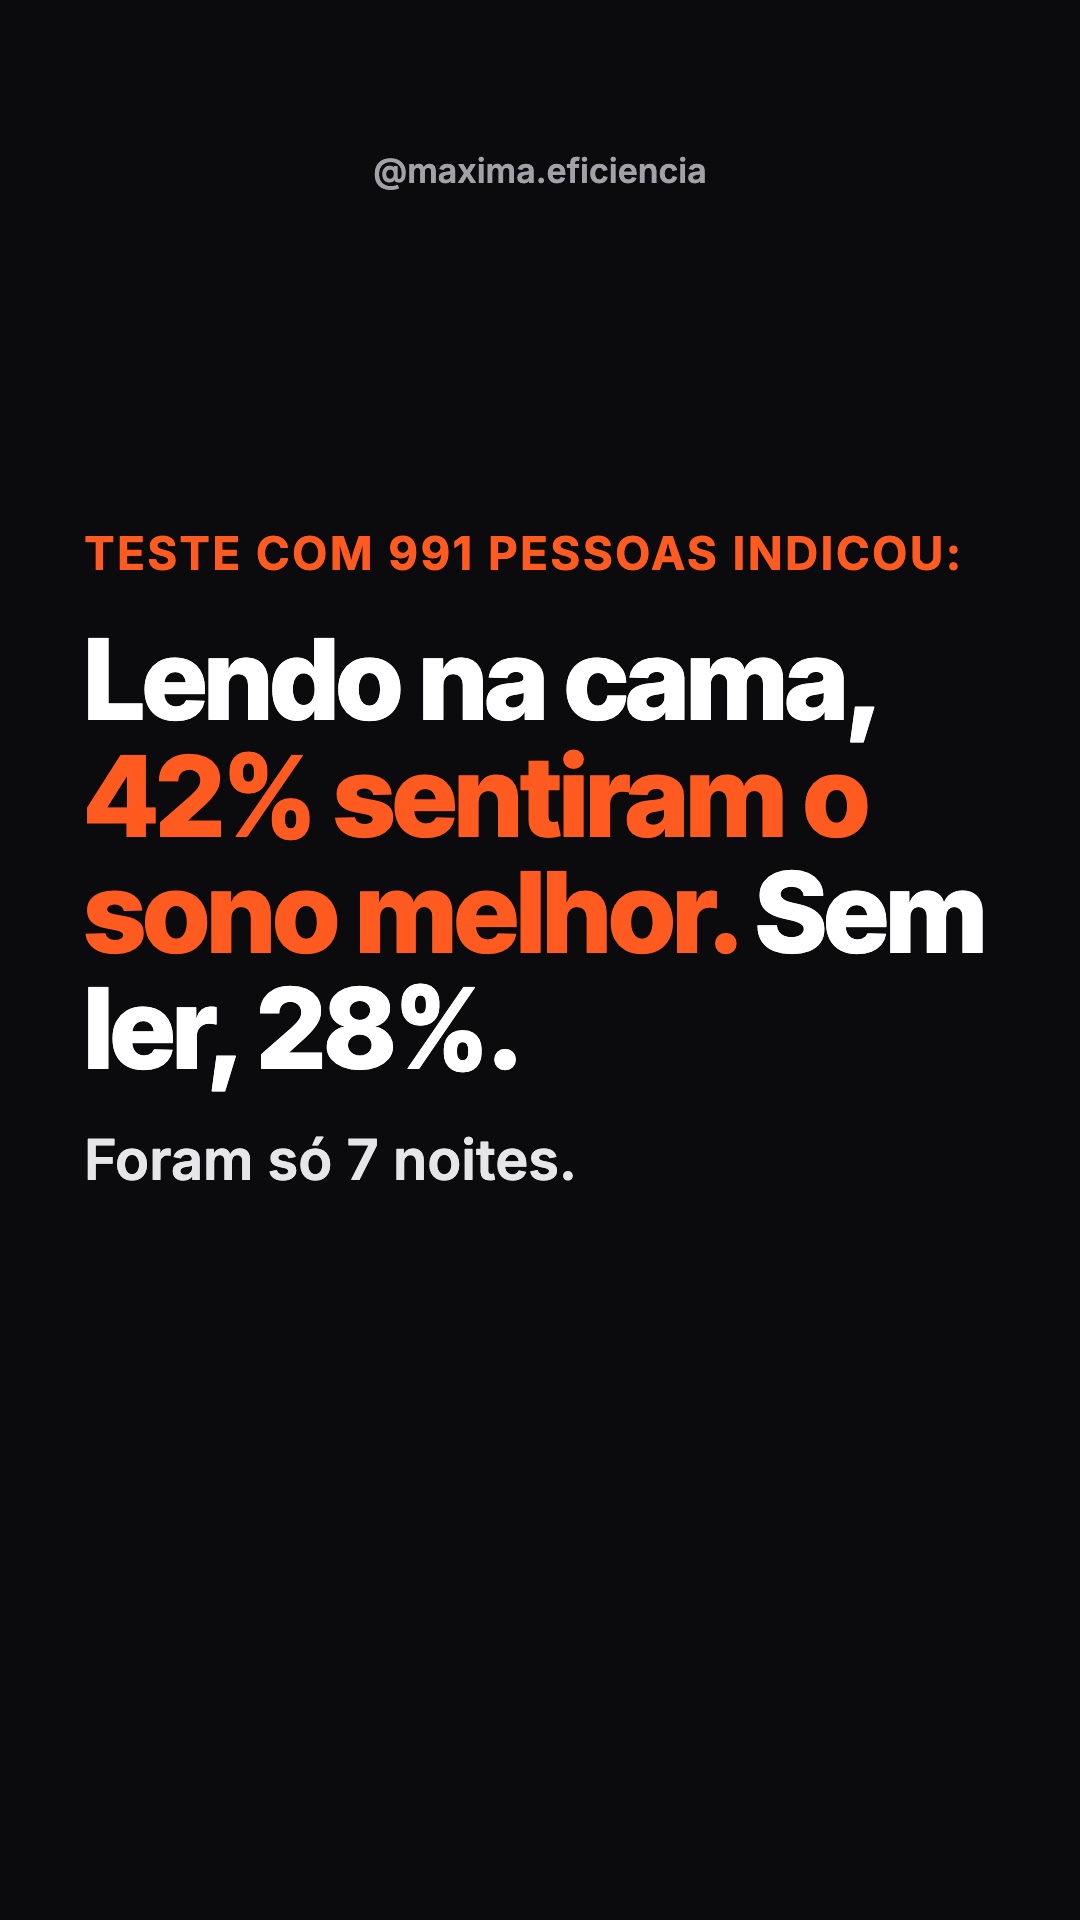 @maxima.eficiencia
TESTE COM 991 PESSOAS INDICOU:
Lendo na cama,
42% sentiram o
sono melhor. Sem
ler, 28%.
Foram só 7 noites.